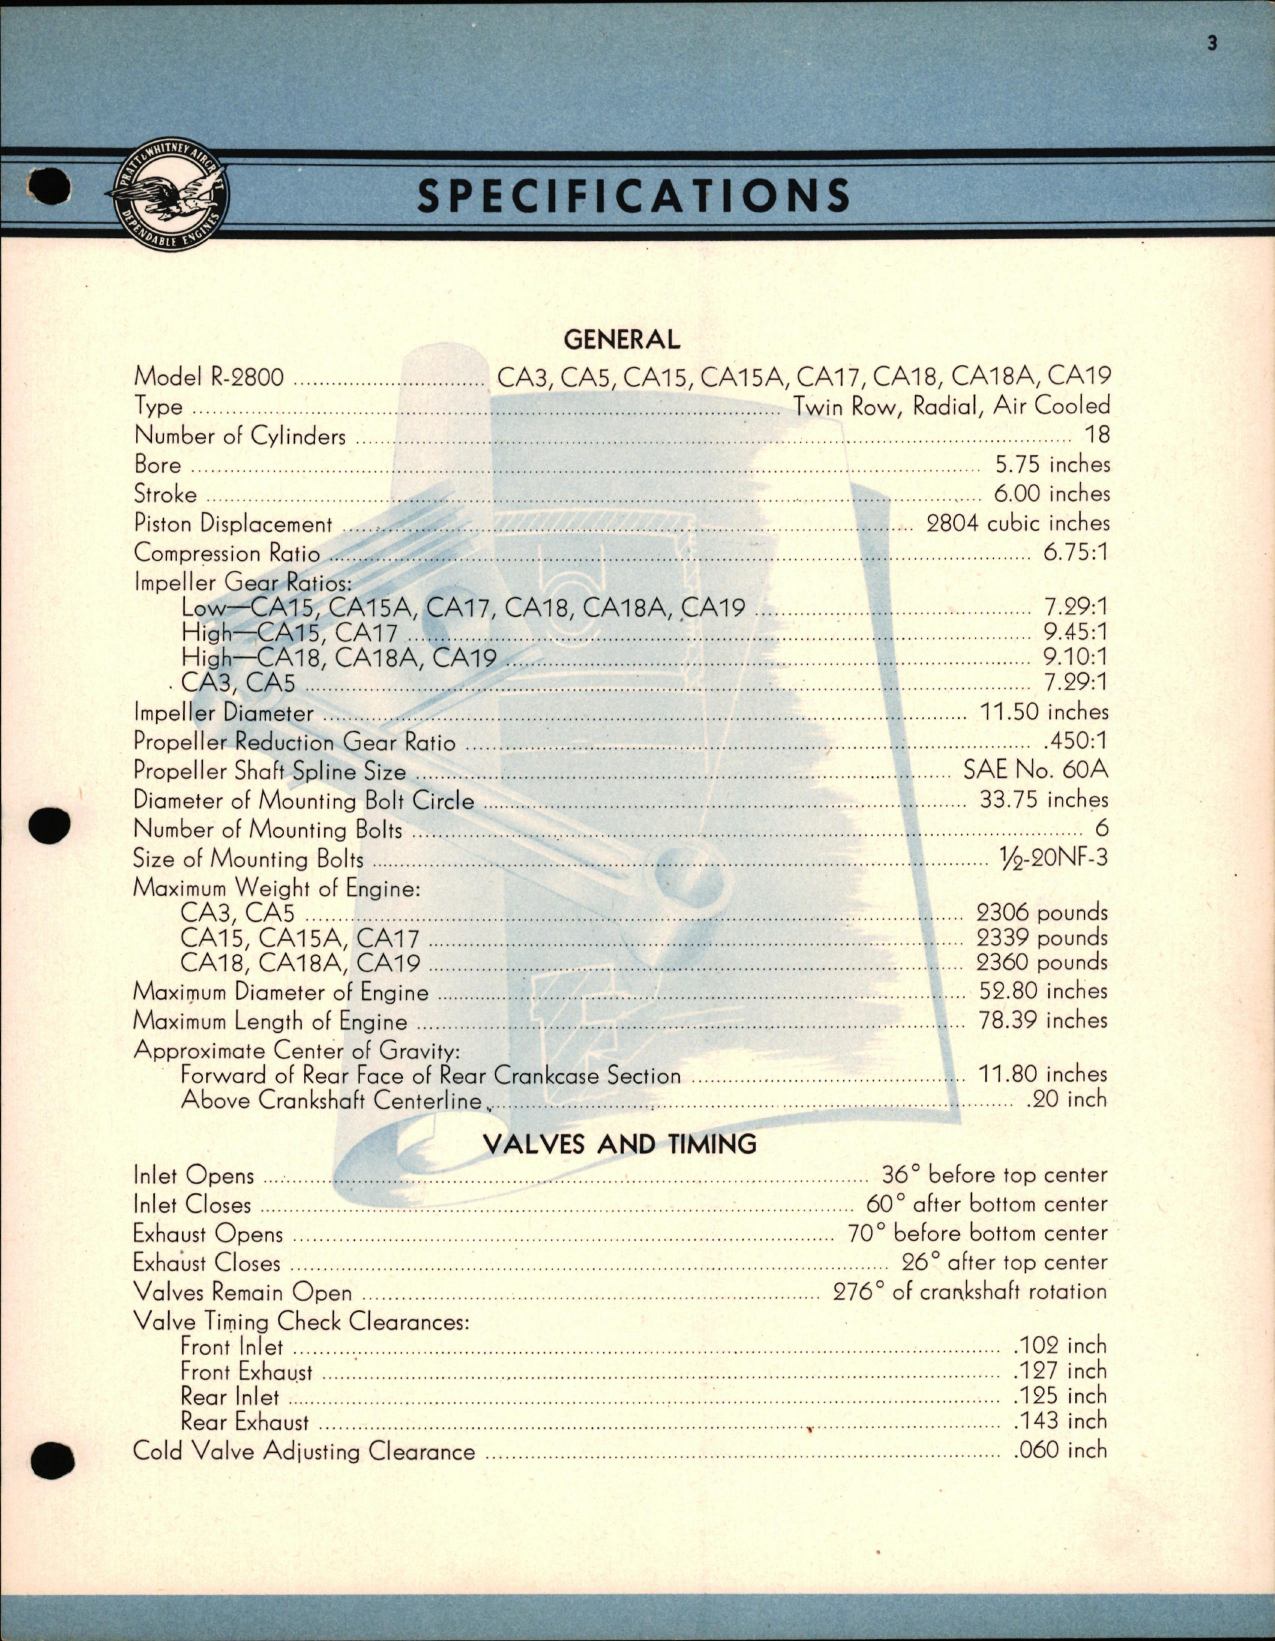 3
PRATT & WHITNEY AIRCRAFT
DEPENDABLE ENGINES
SPECIFICATIONS
GENERAL
Model R-2800 ........ CA3, CA5, CA15, CA15A, CA17, CA18, CA18A, CA19
Type ........ Twin Row, Radial, Air Cooled
Number of Cylinders ........ 18
Bore ........ 5.75 inches
Stroke ........ 6.00 inches
Piston Displacement ........ 2804 cubic inches
Compression Ratio ........ 6.75:1
Impeller Gear Ratios:
Low—CA15, CA15A, CA17, CA18, CA18A, CA19 ........ 7.29:1
High—CA15, CA17 ........ 9.45:1
High—CA18, CA18A, CA19 ........ 9.10:1
CA3, CA5 ........ 7.29:1
Impeller Diameter ........ 11.50 inches
Propeller Reduction Gear Ratio ........ .450:1
Propeller Shaft Spline Size ........ SAE No. 60A
Diameter of Mounting Bolt Circle ........ 33.75 inches
Number of Mounting Bolts ........ 6
Size of Mounting Bolts ........ ½-20NF-3
Maximum Weight of Engine:
CA3, CA5 ........ 2306 pounds
CA15, CA15A, CA17 ........ 2339 pounds
CA18, CA18A, CA19 ........ 2360 pounds
Maximum Diameter of Engine ........ 52.80 inches
Maximum Length of Engine ........ 78.39 inches
Approximate Center of Gravity:
Forward of Rear Face of Rear Crankcase Section ........ 11.80 inches
Above Crankshaft Centerline ........ .20 inch
VALVES AND TIMING
Inlet Opens ........ 36° before top center
Inlet Closes ........ 60° after bottom center
Exhaust Opens ........ 70° before bottom center
Exhaust Closes ........ 26° after top center
Valves Remain Open ........ 276° of crankshaft rotation
Valve Timing Check Clearances:
Front Inlet ........ .102 inch
Front Exhaust ........ .127 inch
Rear Inlet ........ .125 inch
Rear Exhaust ........ .143 inch
Cold Valve Adjusting Clearance ........ .060 inch